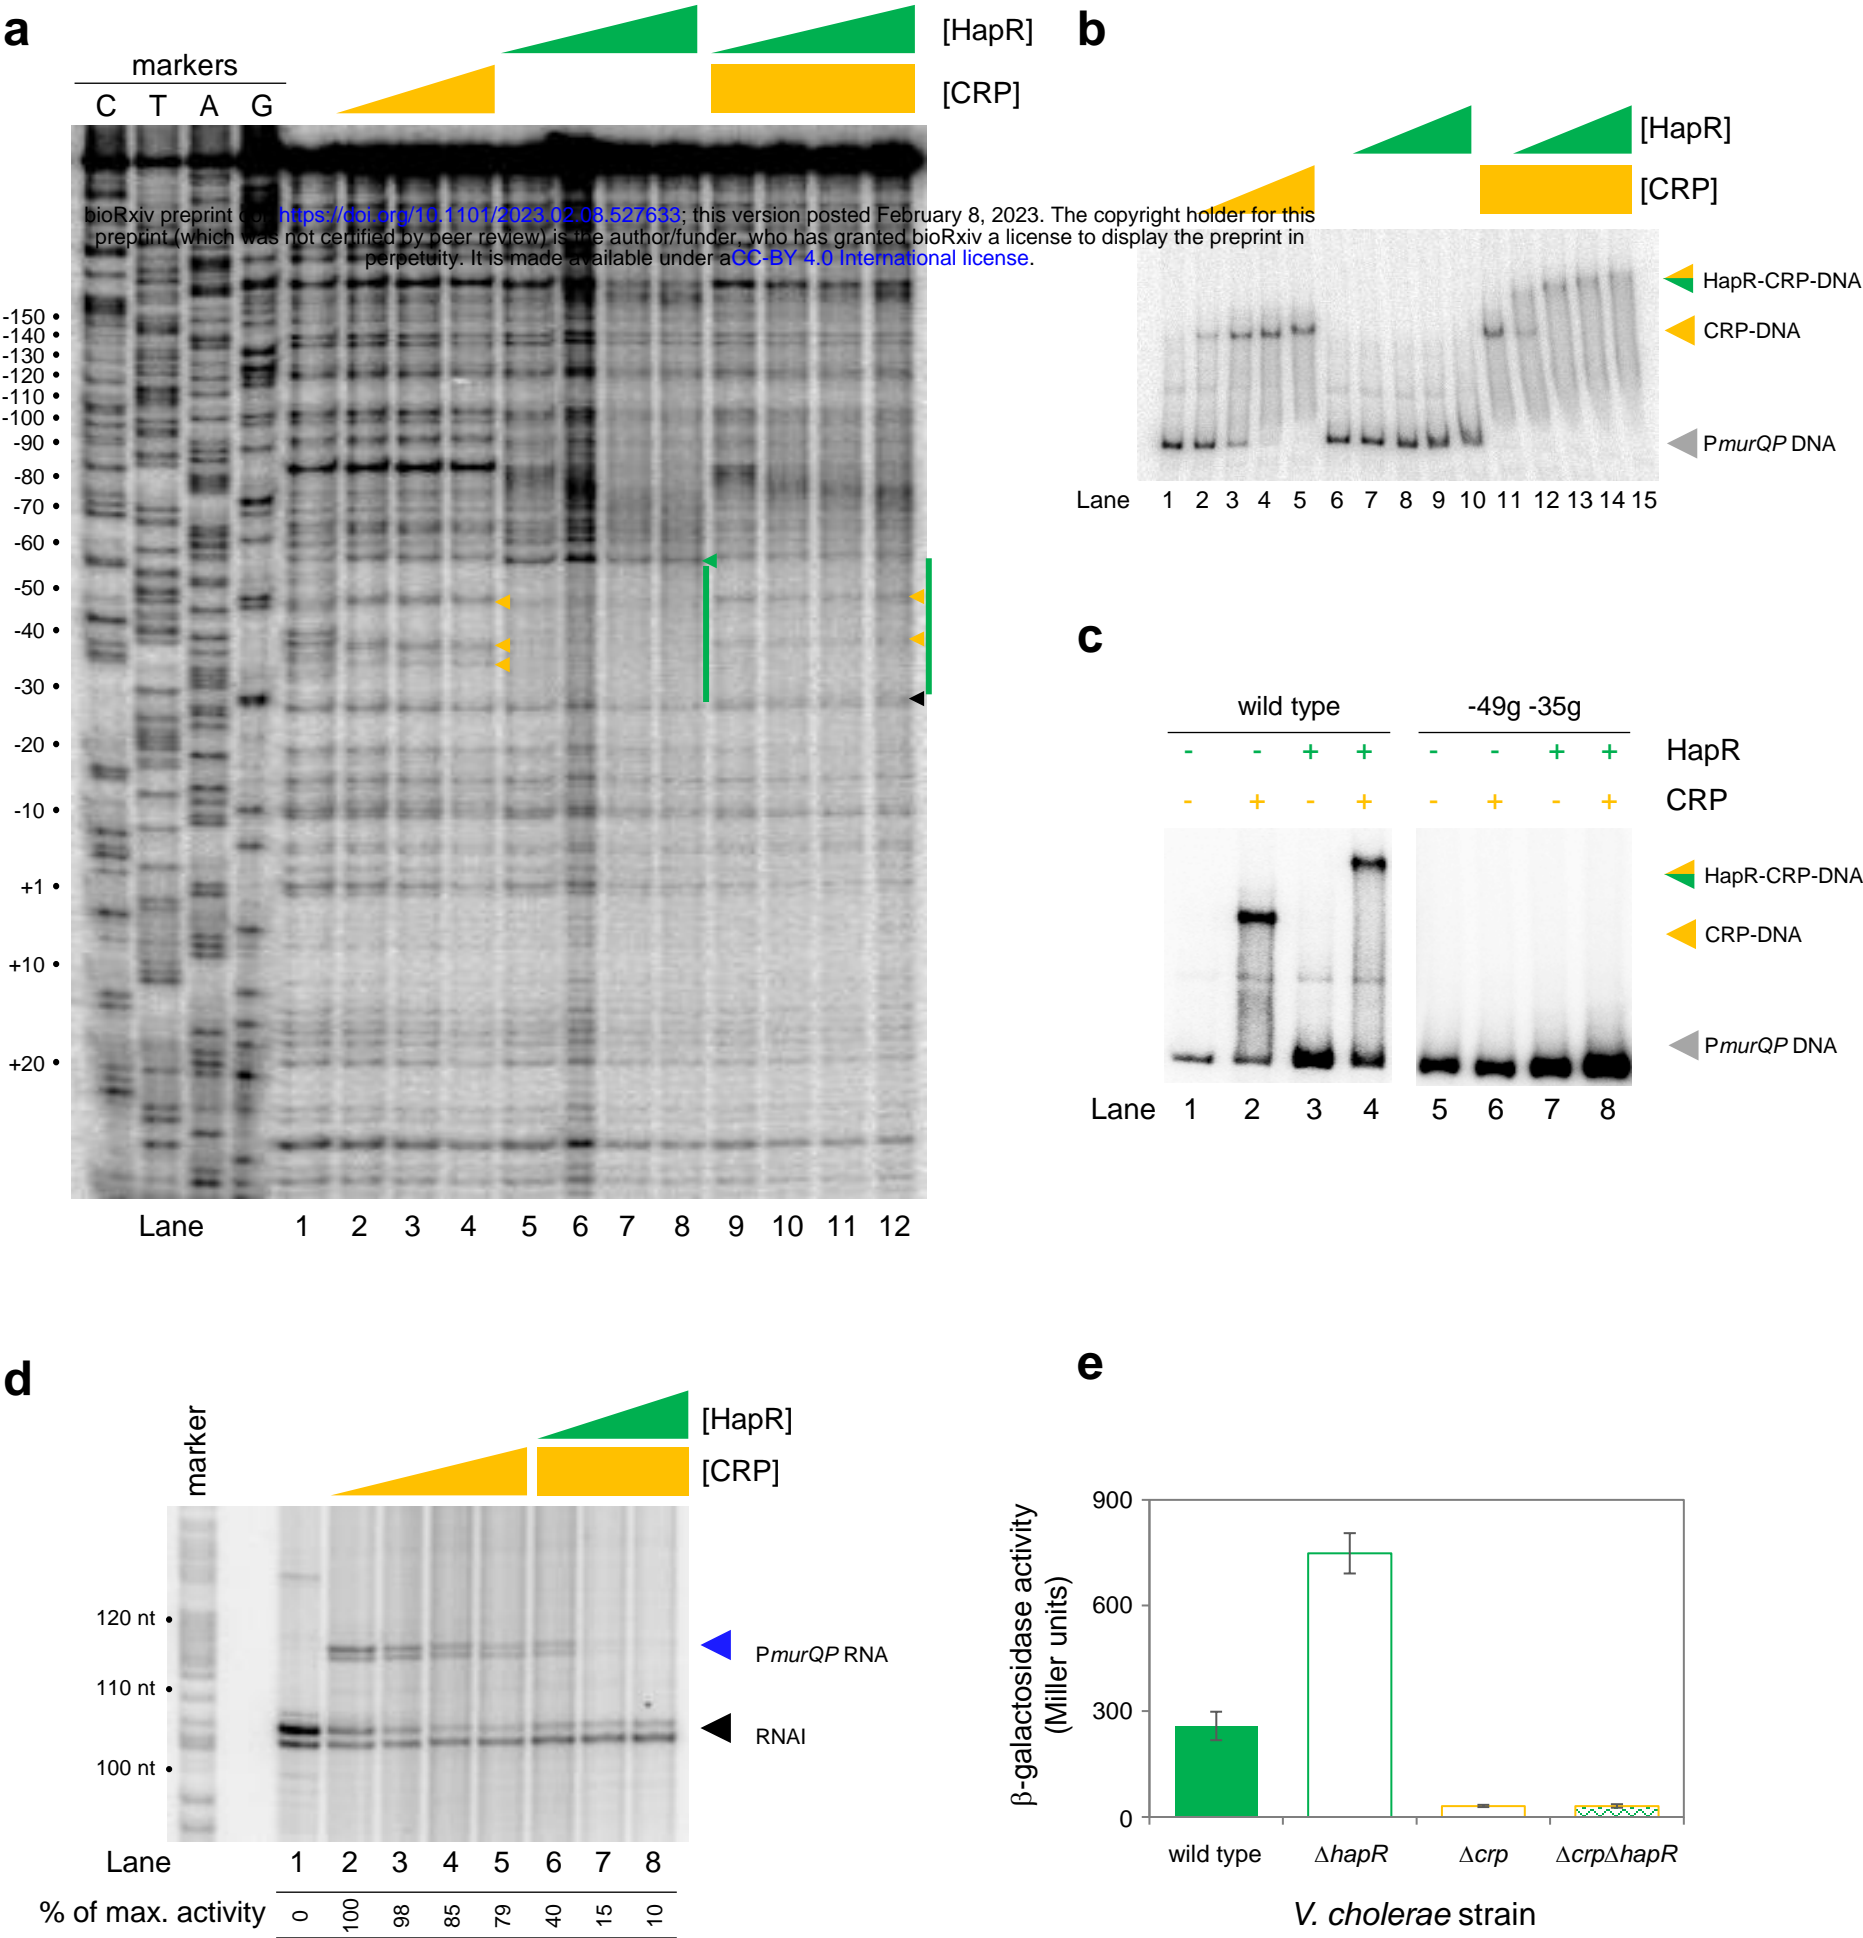 a
markers
C T A G
[HapR]
[CRP]
bioRxiv preprint doi: https://doi.org/10.1101/2023.02.08.527633; this version posted February 8, 2023. The copyright holder for this
preprint (which was not certified by peer review) is the author/funder, who has granted bioRxiv a license to display the preprint in
perpetuity. It is made available under aCC-BY 4.0 International license.
-150 •
-140 •
-130 •
-120 •
-110 •
-100 •
-90 •
-80 •
-70 •
-60 •
-50 •
-40 •
-30 •
-20 •
-10 •
+1 •
+10 •
+20 •
Lane 1 2 3 4 5 6 7 8 9 10 11 12
b
[HapR]
[CRP]
HapR-CRP-DNA
CRP-DNA
PmurQP DNA
Lane 1 2 3 4 5 6 7 8 9 10 11 12 13 14 15
c
wild type -49g -35g
- - + + - - + + HapR
- + - + - + - + CRP
HapR-CRP-DNA
CRP-DNA
PmurQP DNA
Lane 1 2 3 4 5 6 7 8
d
marker
[HapR]
[CRP]
120 nt •
110 nt •
100 nt •
PmurQP RNA
RNAI
Lane 1 2 3 4 5 6 7 8
% of max. activity 0 100 98 85 79 40 15 10
e
β-galactosidase activity
(Miller units)
900
600
300
0
wild type ΔhapR Δcrp ΔcrpΔhapR
V. cholerae strain